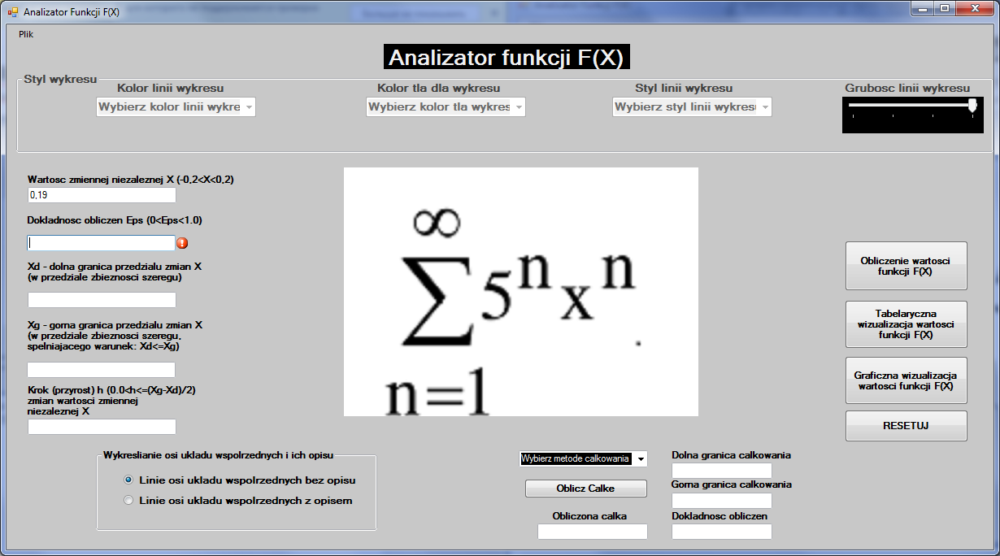 Analizator Funkcji F(X)
Plik
Analizator funkcji F(X)
Styl wykresu
Kolor linii wykresu
Kolor tla dla wykresu
Styl linii wykresu
Grubosc linii wykresu
Wybierz kolor linii wykre
Wybierz kolor tla wykres
Wybierz styl linii wykresu
Wartosc zmiennej niezaleznej X (-0,2<X<0,2)
0,19
Dokladnosc obliczen Eps (0<Eps<1.0)
Xd - dolna granica przedzialu zmian X
(w przedziale zbieznosci szeregu)
Xg - gorna granica przedzialu zmian X
(w przedziale zbieznosci szeregu,
spelniajacego warunek: Xd<=Xg)
Krok (przyrost) h (0.0<h<=(Xg-Xd)/2)
zmian wartosci zmiennej
niezaleznej X
∞
∑ 5ⁿ xⁿ .
n=1
Obliczenie wartosci
funkcji F(X)
Tabelaryczna
wizualizacja wartosci
funkcji F(X)
Graficzna wizualizacja
wartosci funkcji F(X)
RESETUJ
Wykreslianie osi ukladu wspolrzednych i ich opisu
Linie osi ukladu wspolrzednych bez opisu
Linie osi ukladu wspolrzednych z opisem
Wybierz metode calkowania
Oblicz Calke
Obliczona calka
Dolna granica calkowania
Gorna granica calkowania
Dokladnosc obliczen